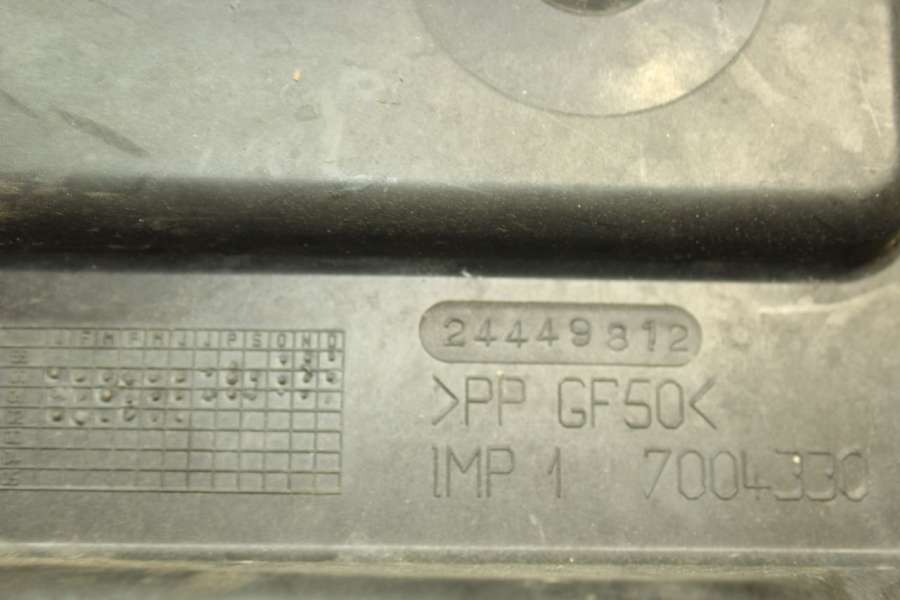 J F M A M J J A S O N D
24449812
>PP GF50<
IMP 1 7004330